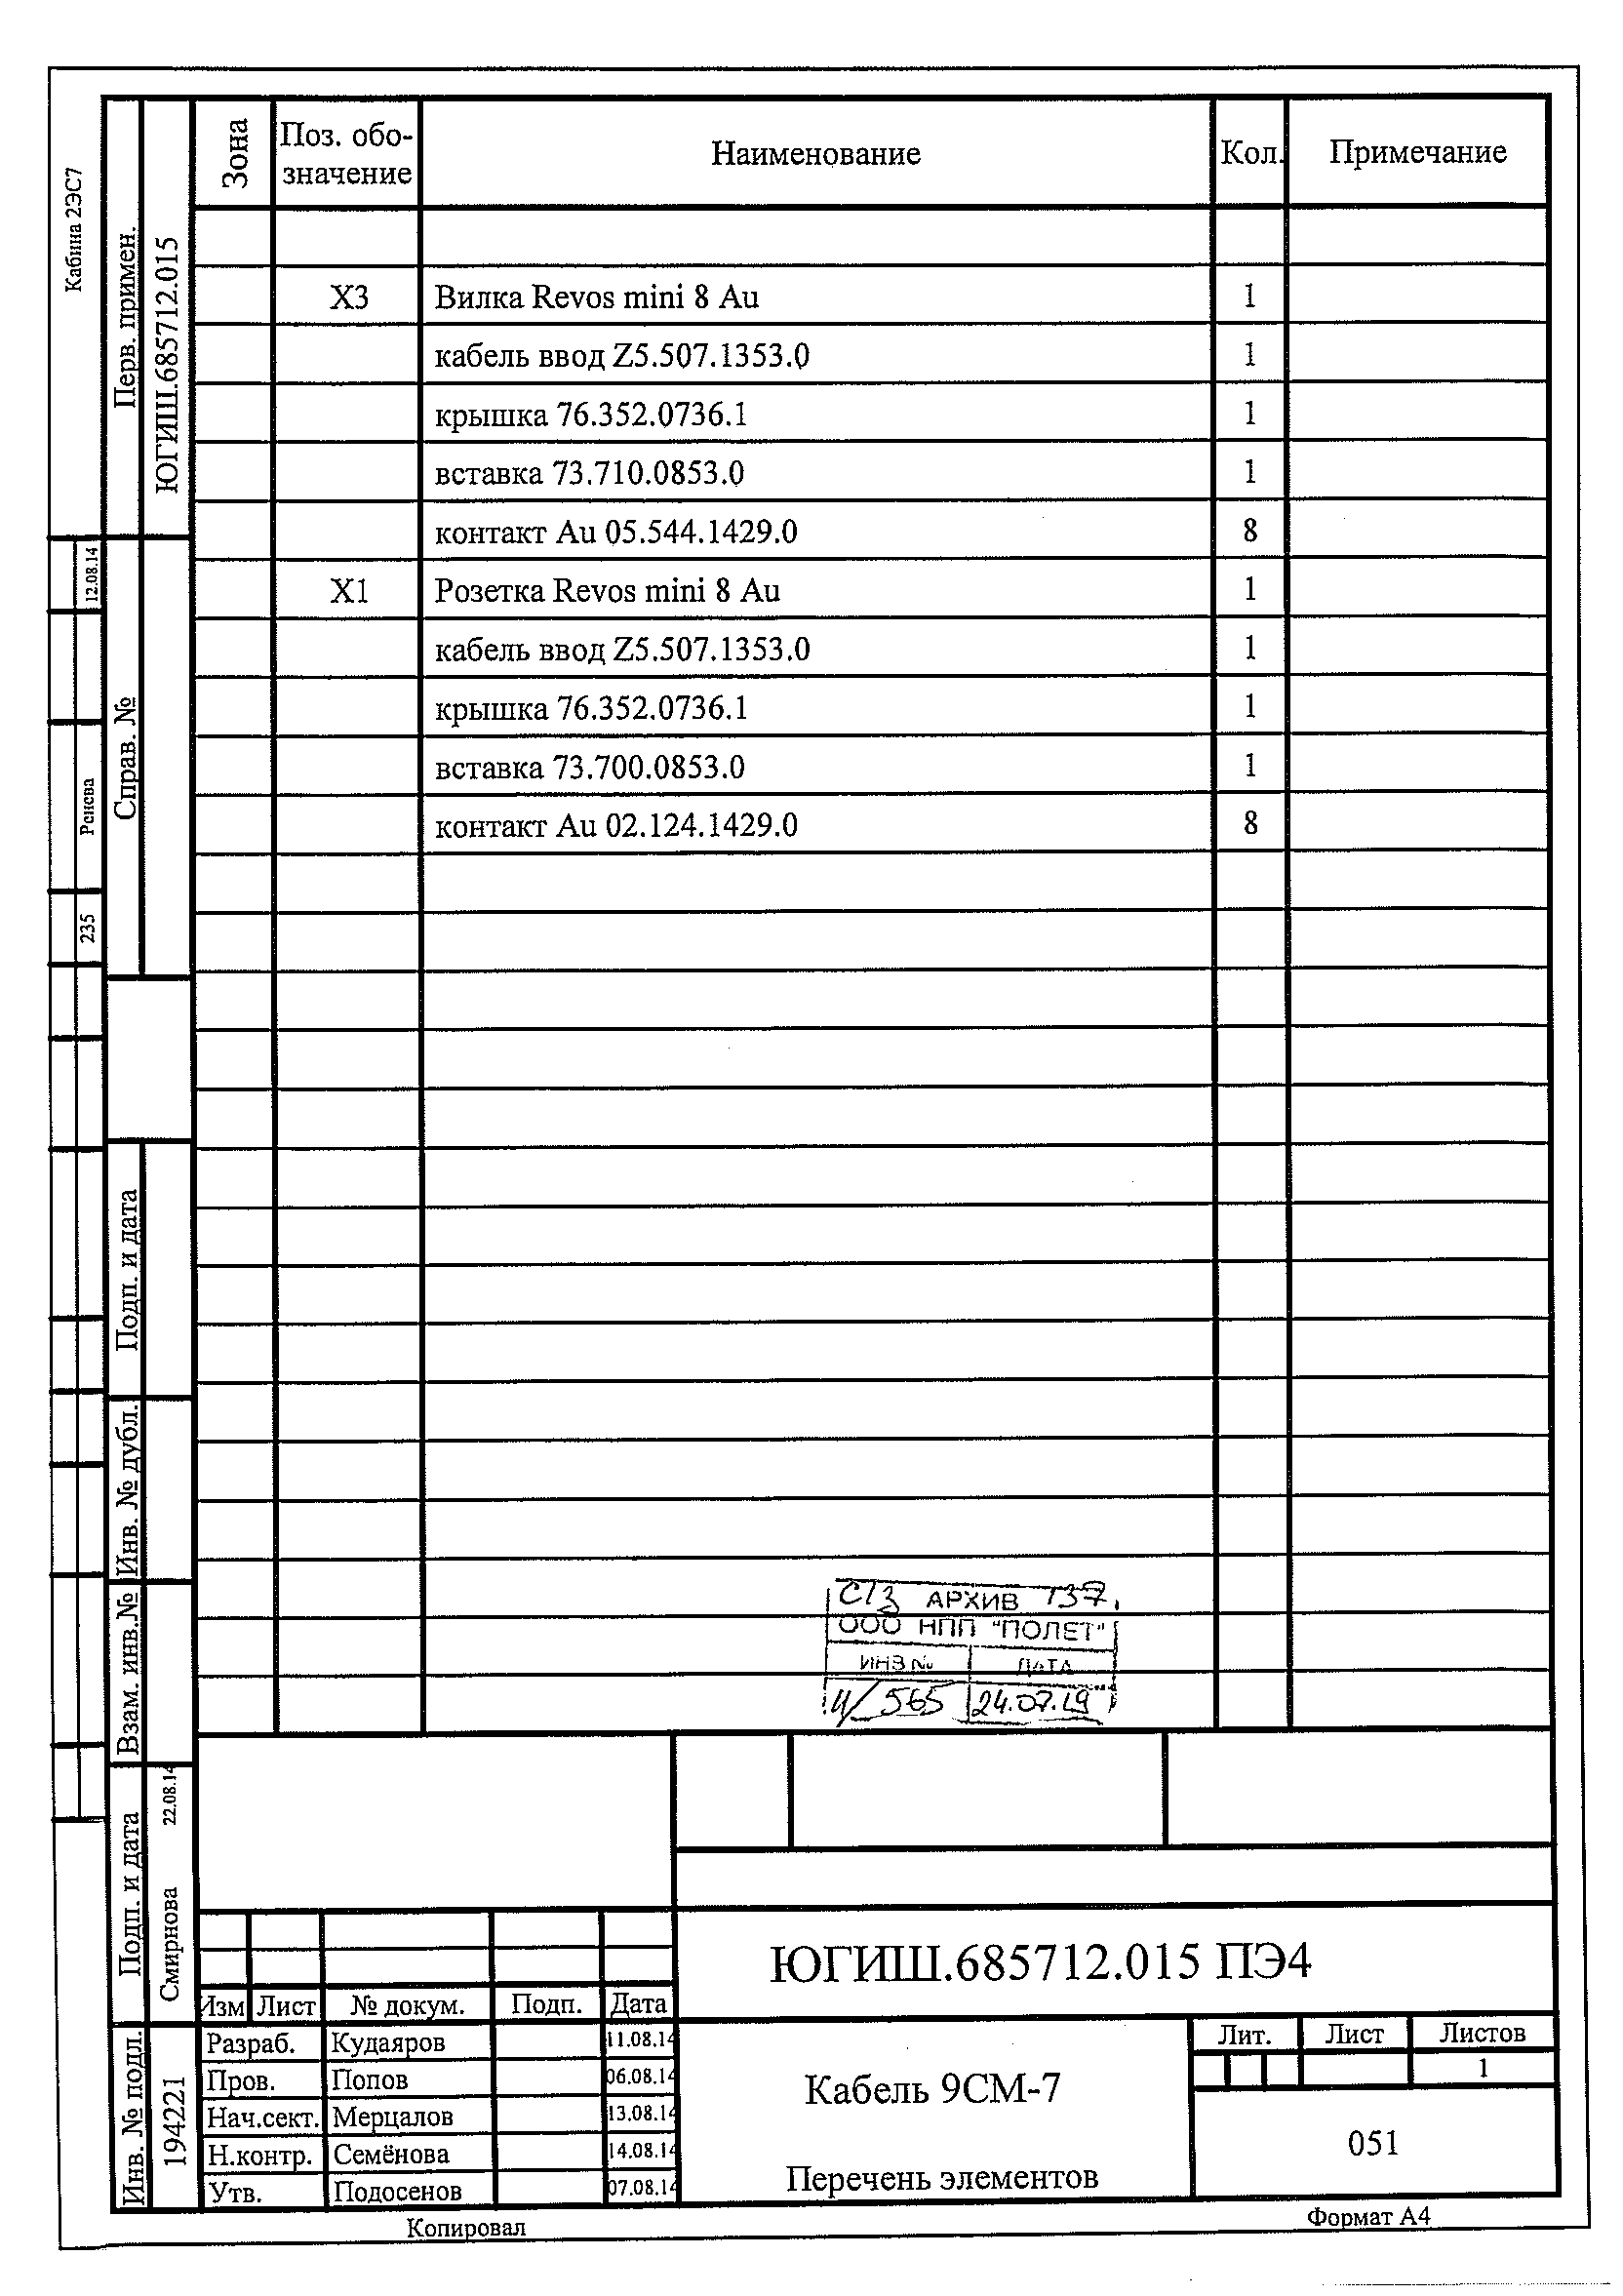 Кабина 2ЭС7
Перв. примен.
ЮГИШ.685712.015
Справ. №
12.08.14
235
Подп. и дата
Инв. № дубл.
Взам. инв.№
Подп. и дата
Смирнова 22.08.14
Инв. № подл.
194221
Зона Поз. обо-значение Наименование Кол. Примечание
X3 Вилка Revos mini 8 Au 1
кабель ввод Z5.507.1353.0 1
крышка 76.352.0736.1 1
вставка 73.710.0853.0 1
контакт Au 05.544.1429.0 8
X1 Розетка Revos mini 8 Au 1
кабель ввод Z5.507.1353.0 1
крышка 76.352.0736.1 1
вставка 73.700.0853.0 1
контакт Au 02.124.1429.0 8
АРХИВ 137
ООО НПП "ПОЛЕТ"
ИНВ № ДАТА
565 24.07.19
ЮГИШ.685712.015 ПЭ4
Изм Лист № докум. Подп. Дата
Разраб. Кудаяров 11.08.14
Пров. Попов 06.08.14
Нач.сект. Мерцалов 13.08.14
Н.контр. Семёнова 14.08.14
Утв. Подосенов 07.08.14
Кабель 9СМ-7
Перечень элементов
Лит. Лист Листов
1
051
Копировал Формат А4